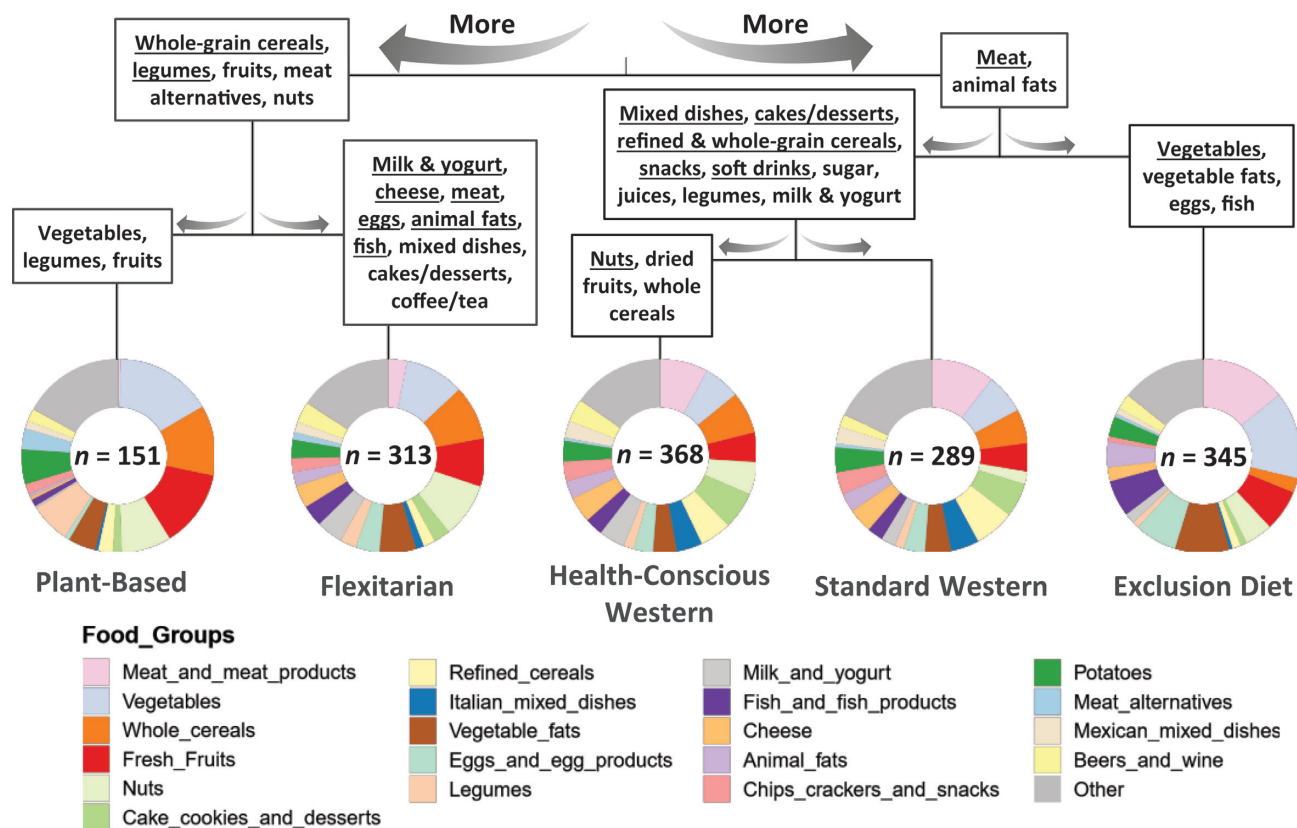 More
More
Whole-grain cereals,
legumes, fruits, meat
alternatives, nuts
Meat,
animal fats
Mixed dishes, cakes/desserts,
refined & whole-grain cereals,
snacks, soft drinks, sugar,
juices, legumes, milk & yogurt
Vegetables,
vegetable fats,
eggs, fish
Milk & yogurt,
cheese, meat,
eggs, animal fats,
fish, mixed dishes,
cakes/desserts,
coffee/tea
Vegetables,
legumes, fruits
Nuts, dried
fruits, whole
cereals
n = 151
n = 313
n = 368
n = 289
n = 345
Plant-Based
Flexitarian
Health-Conscious
Western
Standard Western
Exclusion Diet
Food_Groups
Meat_and_meat_products
Vegetables
Whole_cereals
Fresh_Fruits
Nuts
Cake_cookies_and_desserts
Refined_cereals
Italian_mixed_dishes
Vegetable_fats
Eggs_and_egg_products
Legumes
Milk_and_yogurt
Fish_and_fish_products
Cheese
Animal_fats
Chips_crackers_and_snacks
Potatoes
Meat_alternatives
Mexican_mixed_dishes
Beers_and_wine
Other